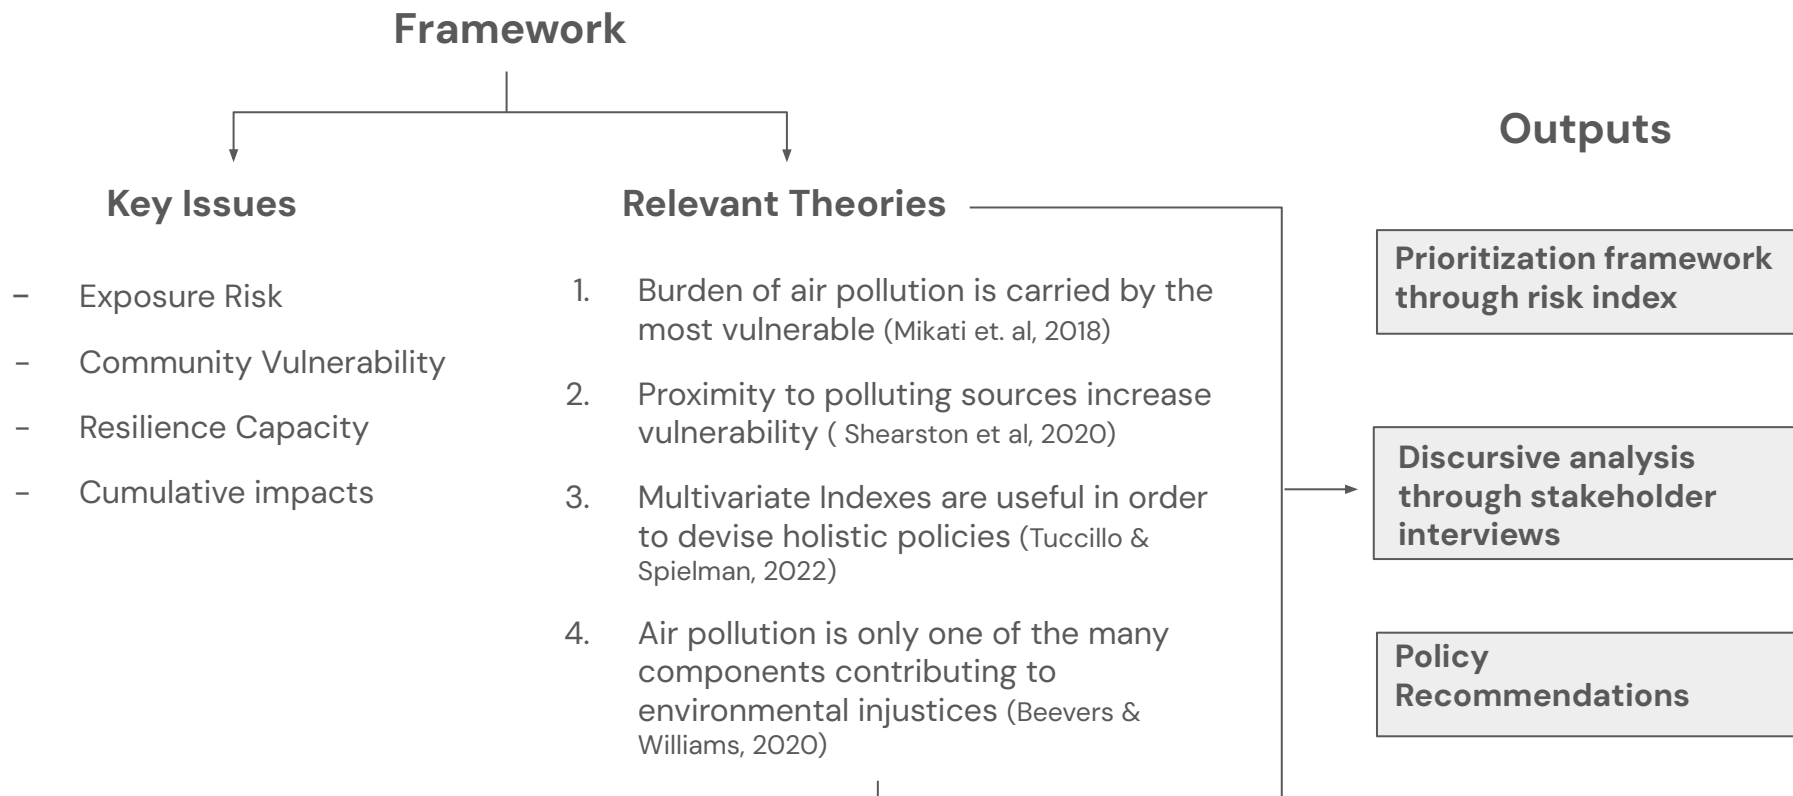 Framework
Key Issues
- Exposure Risk
- Community Vulnerability
- Resilience Capacity
- Cumulative impacts
Relevant Theories
1. Burden of air pollution is carried by the
most vulnerable (Mikati et. al, 2018)
2. Proximity to polluting sources increase
vulnerability ( Shearston et al, 2020)
3. Multivariate Indexes are useful in order
to devise holistic policies (Tuccillo &
Spielman, 2022)
4. Air pollution is only one of the many
components contributing to
environmental injustices (Beevers &
Williams, 2020)
Outputs
Prioritization framework
through risk index
Discursive analysis
through stakeholder
interviews
Policy
Recommendations